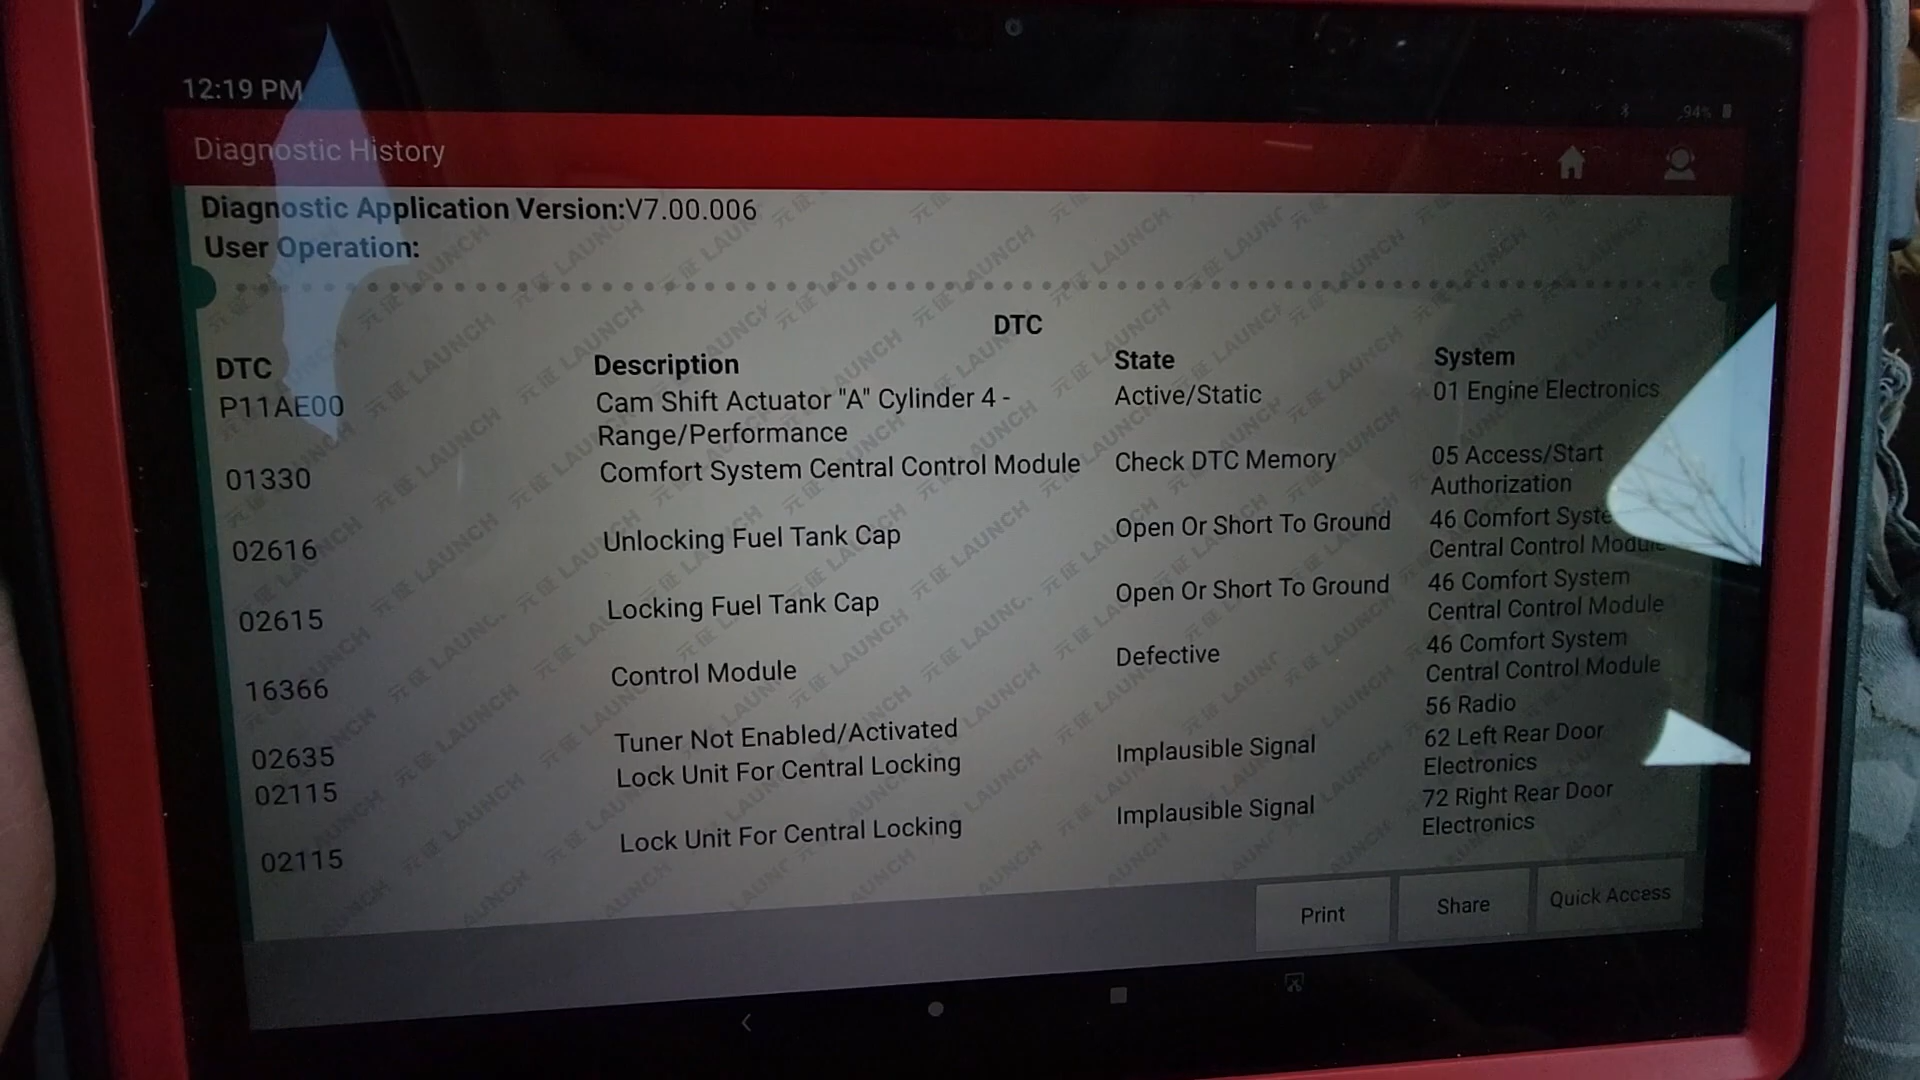 12:19 PM
94%
Diagnostic History
Diagnostic Application Version:V7.00.006
User Operation:
DTC
DTC Description State System
P11AE00 Cam Shift Actuator "A" Cylinder 4 - Active/Static 01 Engine Electronics
Range/Performance
01330 Comfort System Central Control Module Check DTC Memory 05 Access/Start
Authorization
02616 Unlocking Fuel Tank Cap Open Or Short To Ground 46 Comfort Syste
Central Control Module
02615 Locking Fuel Tank Cap Open Or Short To Ground 46 Comfort System
Central Control Module
16366 Control Module Defective 46 Comfort System
Central Control Module
02635 Tuner Not Enabled/Activated 56 Radio
02115 Lock Unit For Central Locking Implausible Signal 62 Left Rear Door
Electronics
02115 Lock Unit For Central Locking Implausible Signal 72 Right Rear Door
Electronics
Print Share Quick Access
元征 LAUNCH